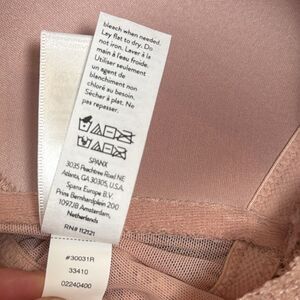 bleach when needed.
Lay flat to dry. Do
not iron. Laver à la
main à l'eau froide.
Utiliser seulement
un agent de
blanchiment non
chloré au besoin.
Sécher à plat. Ne
pas repasser.
SPANX
3035 Peachtree Road NE
Atlanta, GA 30305, U.S.A.
Spanx Europe B.V.
Prins Bernhardplein 200
1097JB Amsterdam,
Netherlands
RN# 112121
#30031R
33410
02240400